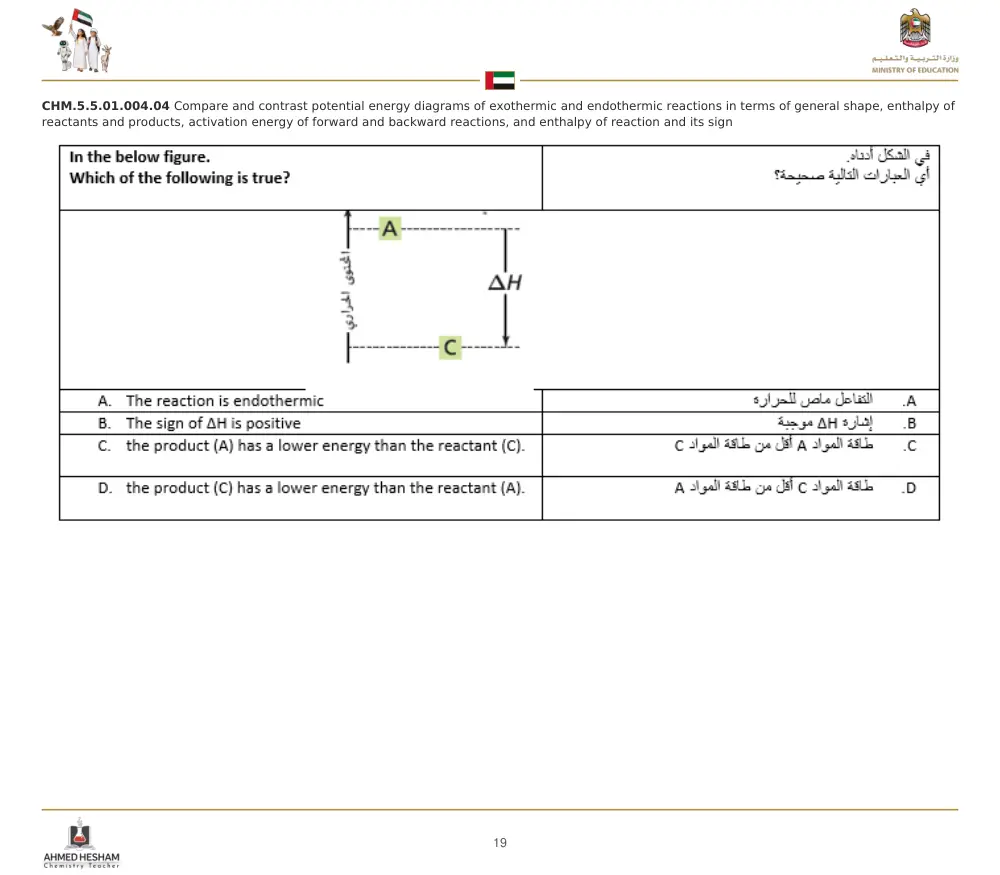 وزارة التربية والتعليم
MINISTRY OF EDUCATION
CHM.5.5.01.004.04 Compare and contrast potential energy diagrams of exothermic and endothermic reactions in terms of general shape, enthalpy of
reactants and products, activation energy of forward and backward reactions, and enthalpy of reaction and its sign
In the below figure.
Which of the following is true?
في الشكل أدناه.
أي العبارات التالية صحيحة؟
A
المحتوى الحراري
ΔH
C
A. The reaction is endothermic
التفاعل ماص للحرارة .A
B. The sign of ΔH is positive
إشارة ΔH موجبة .B
C. the product (A) has a lower energy than the reactant (C).
طاقة المواد A أقل من طاقة المواد C .C
D. the product (C) has a lower energy than the reactant (A).
طاقة المواد C أقل من طاقة المواد A .D
AHMED HESHAM
Chemistry Teacher
19